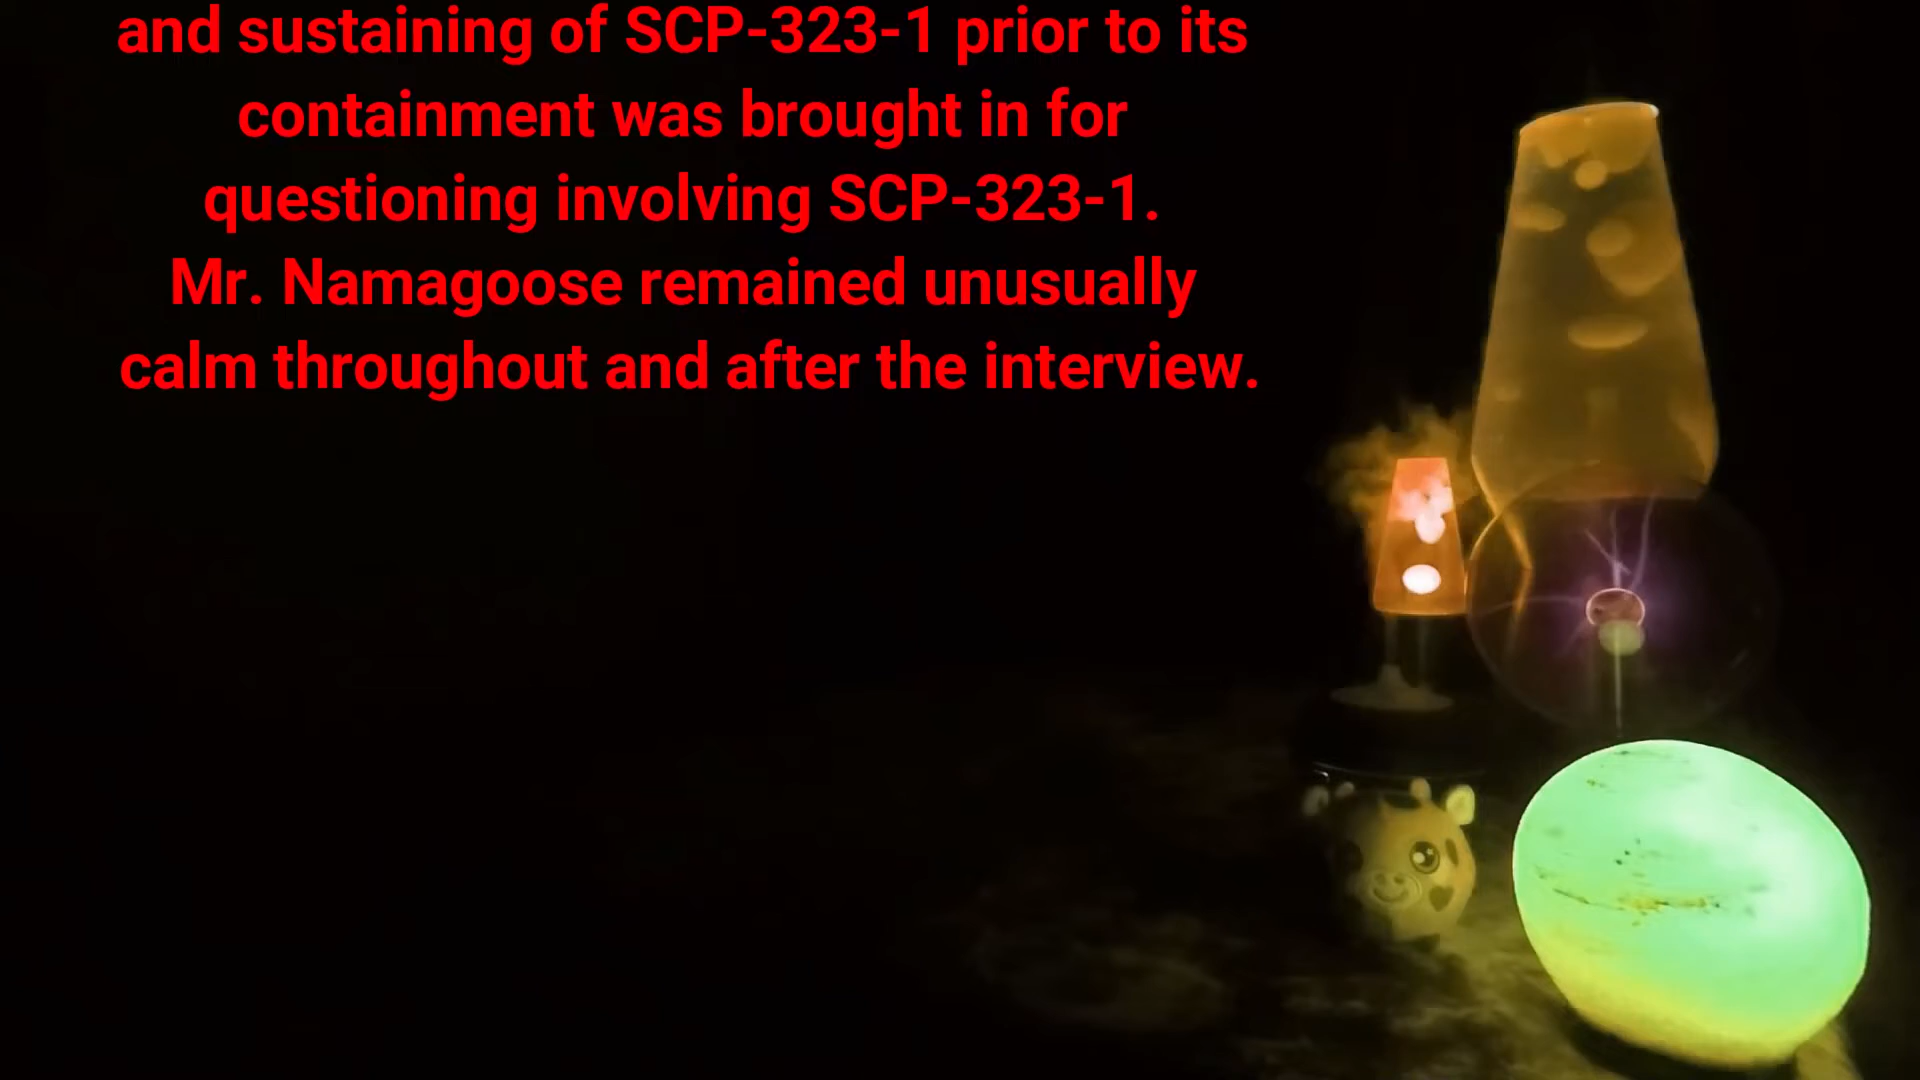 and sustaining of SCP-323-1 prior to its
containment was brought in for
questioning involving SCP-323-1.
Mr. Namagoose remained unusually
calm throughout and after the interview.